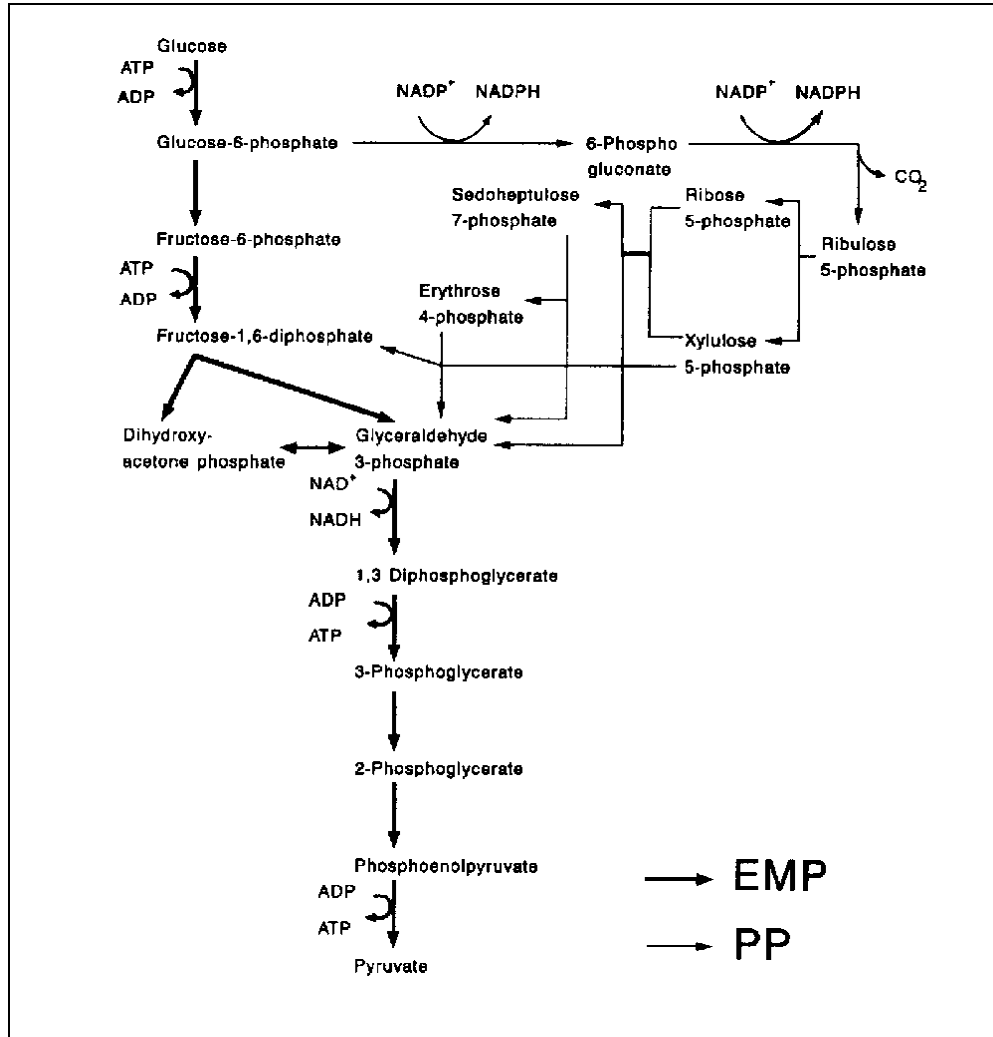 Glucose
ATP
ADP
NADP+ NADPH
NADP+ NADPH
Glucose-6-phosphate
6-Phospho
gluconate
CO2
Sedoheptulose
7-phosphate
Ribose
5-phosphate
Ribulose
5-phosphate
Fructose-6-phosphate
ATP
ADP
Erythrose
4-phosphate
Fructose-1,6-diphosphate
Xylulose
5-phosphate
Dihydroxy-
acetone phosphate
Glyceraldehyde
3-phosphate
NAD+
NADH
1,3 Diphosphoglycerate
ADP
ATP
3-Phosphoglycerate
2-Phosphoglycerate
Phosphoenolpyruvate
ADP
ATP
Pyruvate
EMP
PP